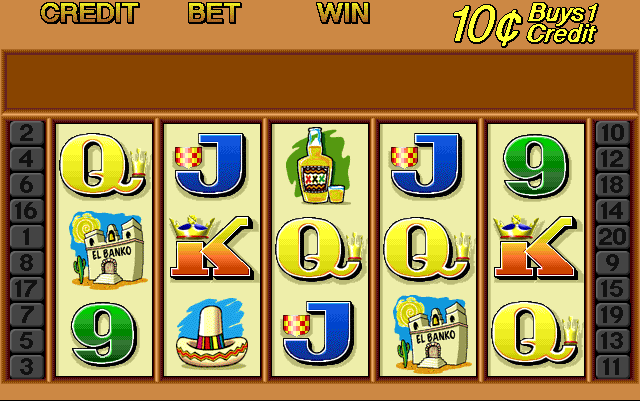 CREDIT BET WIN 10¢ Buys 1 Credit
2 10
4 Q J XXX J 9 12
6 18
16 14
1 EL BANKO K Q Q K 20
8 9
17 15
7 9 J EL BANKO Q 19
5 13
3 11